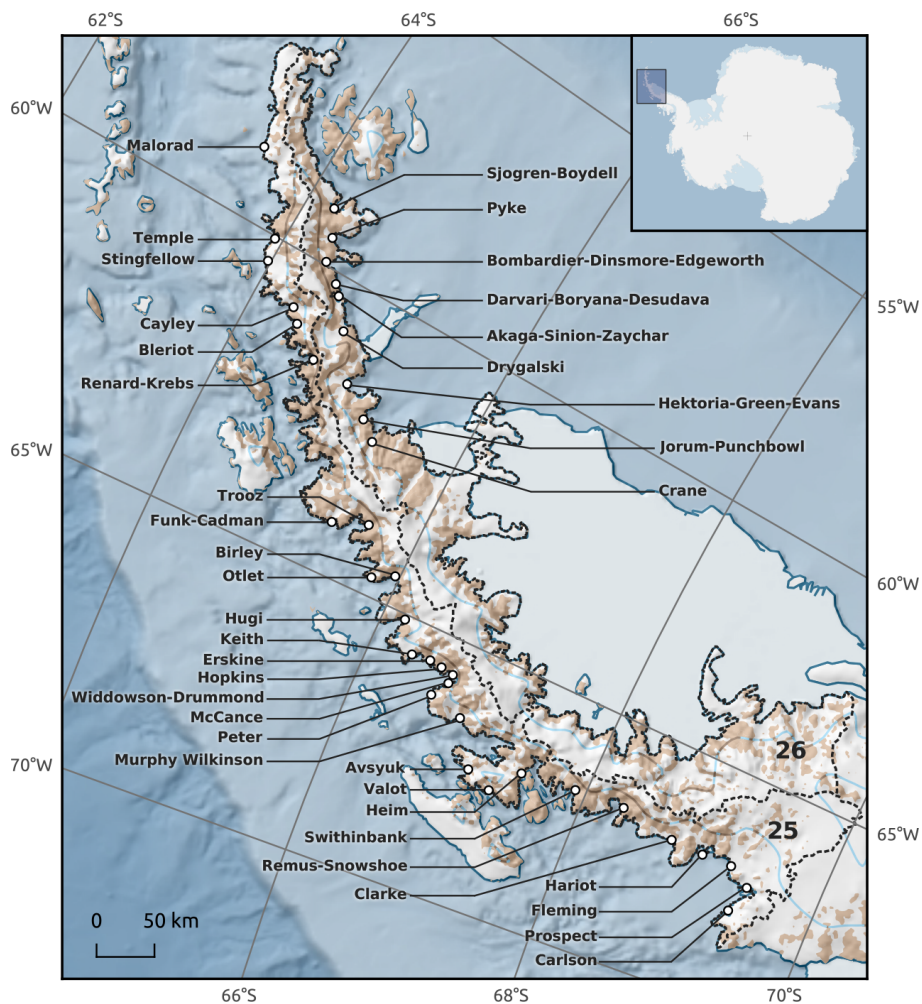 62°S
64°S
66°S
60°W
Malorad
Sjogren-Boydell
Pyke
Temple
Stingfellow
Bombardier-Dinsmore-Edgeworth
Darvari-Boryana-Desudava
55°W
Cayley
Akaga-Sinion-Zaychar
Bleriot
Drygalski
Renard-Krebs
Hektoria-Green-Evans
65°W
Jorum-Punchbowl
Crane
Trooz
Funk-Cadman
Birley
Otlet
60°W
Hugi
Keith
Erskine
Hopkins
Widdowson-Drummond
McCance
Peter
Murphy Wilkinson
26
70°W
Avsyuk
Valot
Heim
25
65°W
Swithinbank
Remus-Snowshoe
Clarke
Hariot
Fleming
0 50 km
Prospect
Carlson
66°S
68°S
70°S